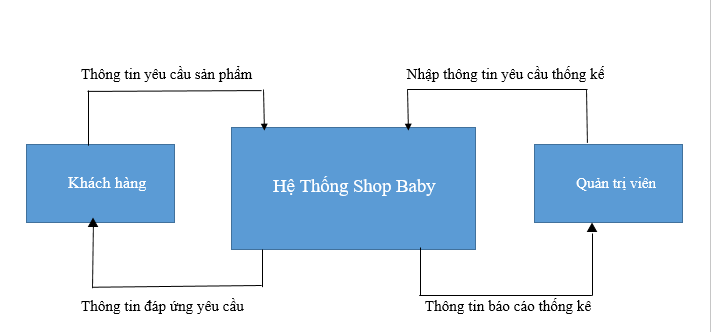 Thông tin yêu cầu sản phẩm
Nhập thông tin yêu cầu thống kế
Khách hàng
Hệ Thống Shop Baby
Quản trị viên
Thông tin đáp ứng yêu cầu
Thông tin báo cáo thống kê